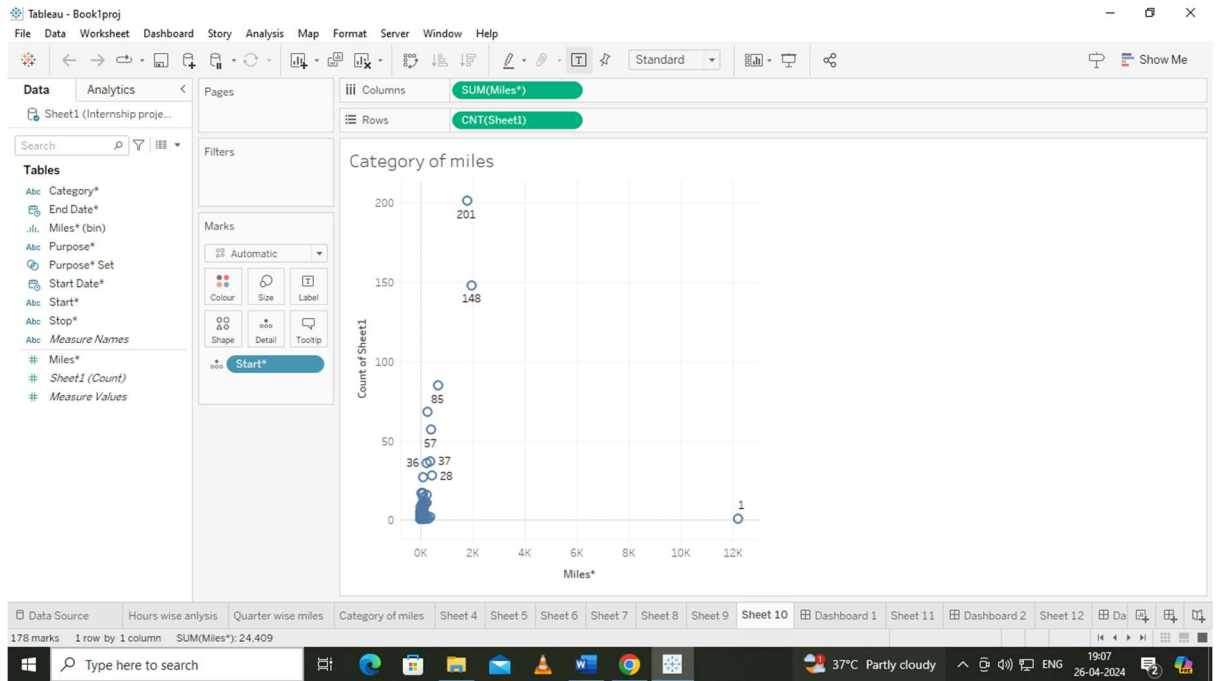 Tableau - Book1proj
File Data Worksheet Dashboard Story Analysis Map Format Server Window Help
Standard
Show Me
Data Analytics
Sheet1 (Internship proje...
Search
Tables
Abc Category*
End Date*
Miles* (bin)
Abc Purpose*
Purpose* Set
Start Date*
Abc Start*
Abc Stop*
Abc Measure Names
# Miles*
# Sheet1 (Count)
# Measure Values
Pages
Filters
Marks
Automatic
Colour Size Label
Shape Detail Tooltip
Start*
Columns SUM(Miles*)
Rows CNT(Sheet1)
Category of miles
Count of Sheet1
200
150
100
50
0
201
148
85
57
36 37
28
1
0K 2K 4K 6K 8K 10K 12K
Miles*
Data Source Hours wise anlysis Quarter wise miles Category of miles Sheet 4 Sheet 5 Sheet 6 Sheet 7 Sheet 8 Sheet 9 Sheet 10 Dashboard 1 Sheet 11 Dashboard 2 Sheet 12 Da
178 marks 1 row by 1 column SUM(Miles*): 24,409
Type here to search
37°C Partly cloudy
ENG
19:07
26-04-2024
2